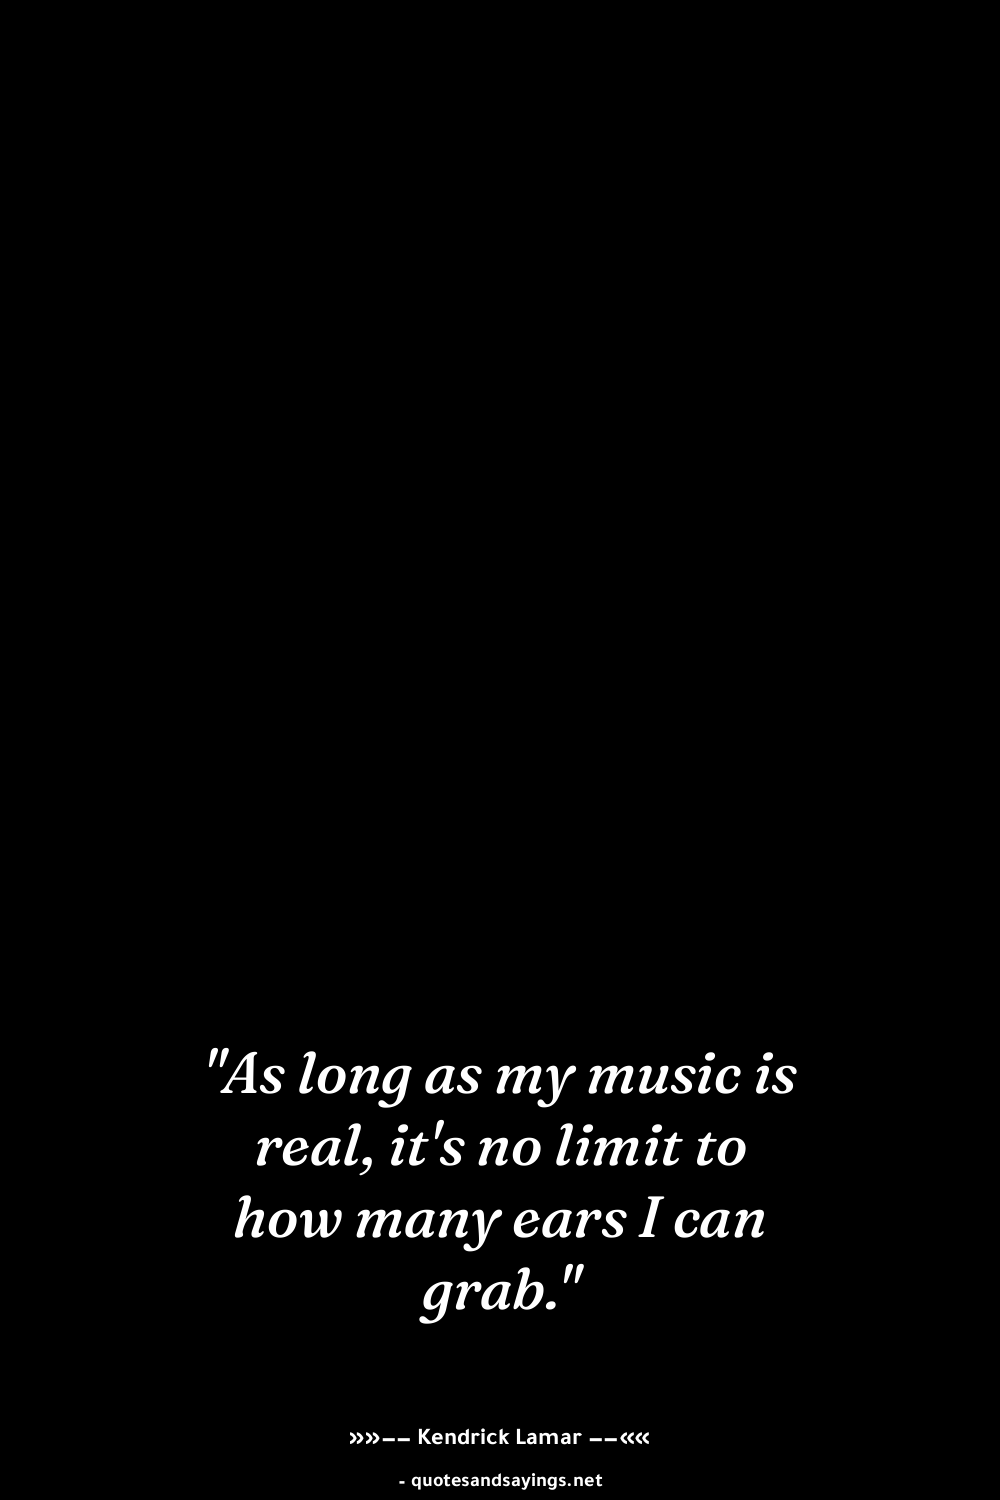 "As long as my music is
real, it's no limit to
how many ears I can
grab."
»»–– Kendrick Lamar ––««
- quotesandsayings.net